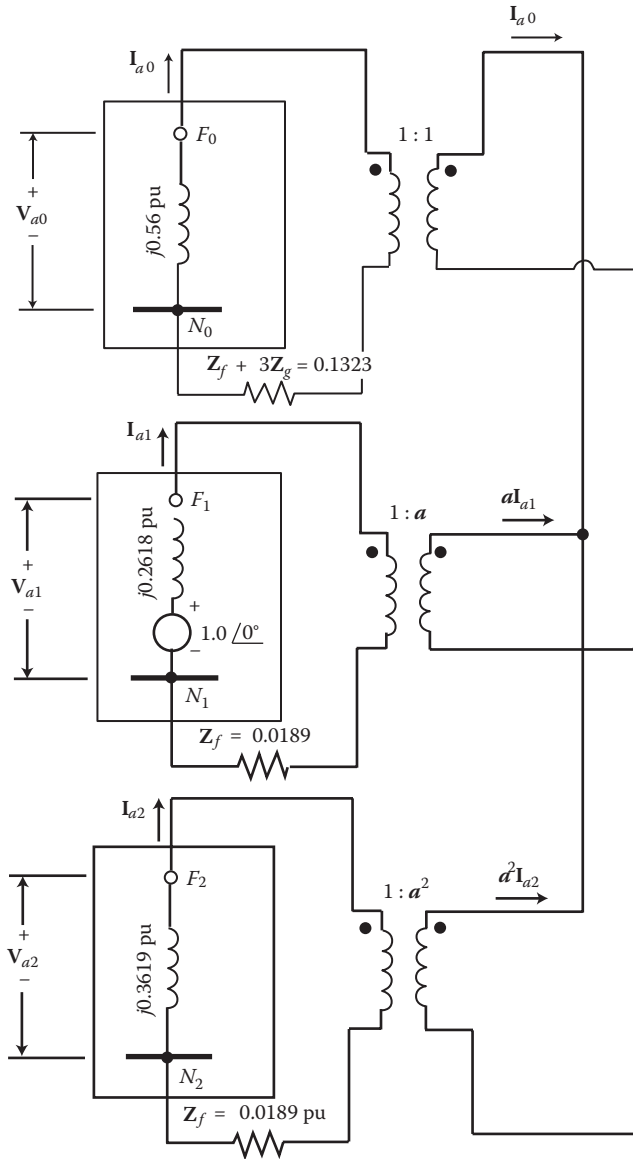 I_a0
I_a0
F_0
1 : 1
+
V_a0
−
j0.56 pu
N_0
Z_f + 3Z_g = 0.1323
I_a1
F_1
1 : a
aI_a1
j0.2618 pu
+
V_a1
−
+
1.0 /0°
−
N_1
Z_f = 0.0189
I_a2
F_2
1 : a²
a²I_a2
j0.3619 pu
+
V_a2
−
N_2
Z_f = 0.0189 pu